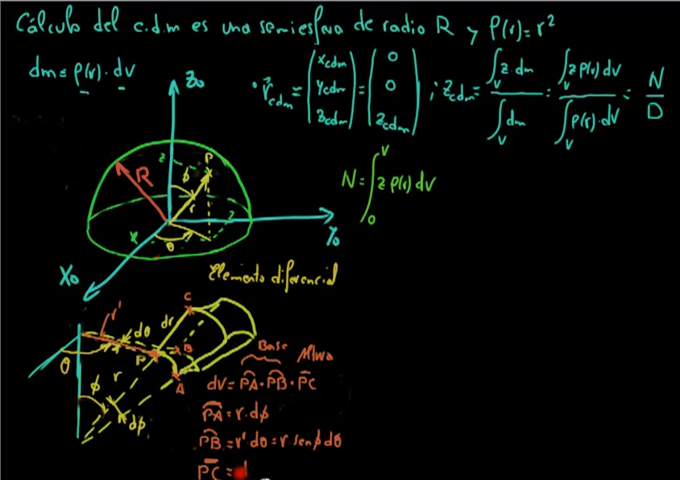 Cálculo del c.d.m es una semiesfera de radio R y ρ(r)=r²
dm = ρ(r)·dv
r̄cdm = (xcdm ycdm zcdm) = (0 0 zcdm) ; zcdm = ∫v z·dm / ∫v dm = ∫v z ρ(r) dv / ∫v ρ(r)·dv = N/D
Z₀
N = ∫₀ᵛ z ρ(r) dv
R
z
P
ϕ
r
x
θ
Y₀
X₀
Elemento diferencial
C
r'
dθ
dr
P
B
A
θ
ϕ
r
dϕ
Base
dV = PA·PB·PC
PA = r·dϕ
PB = r' dθ = r senϕ dθ
PC = d